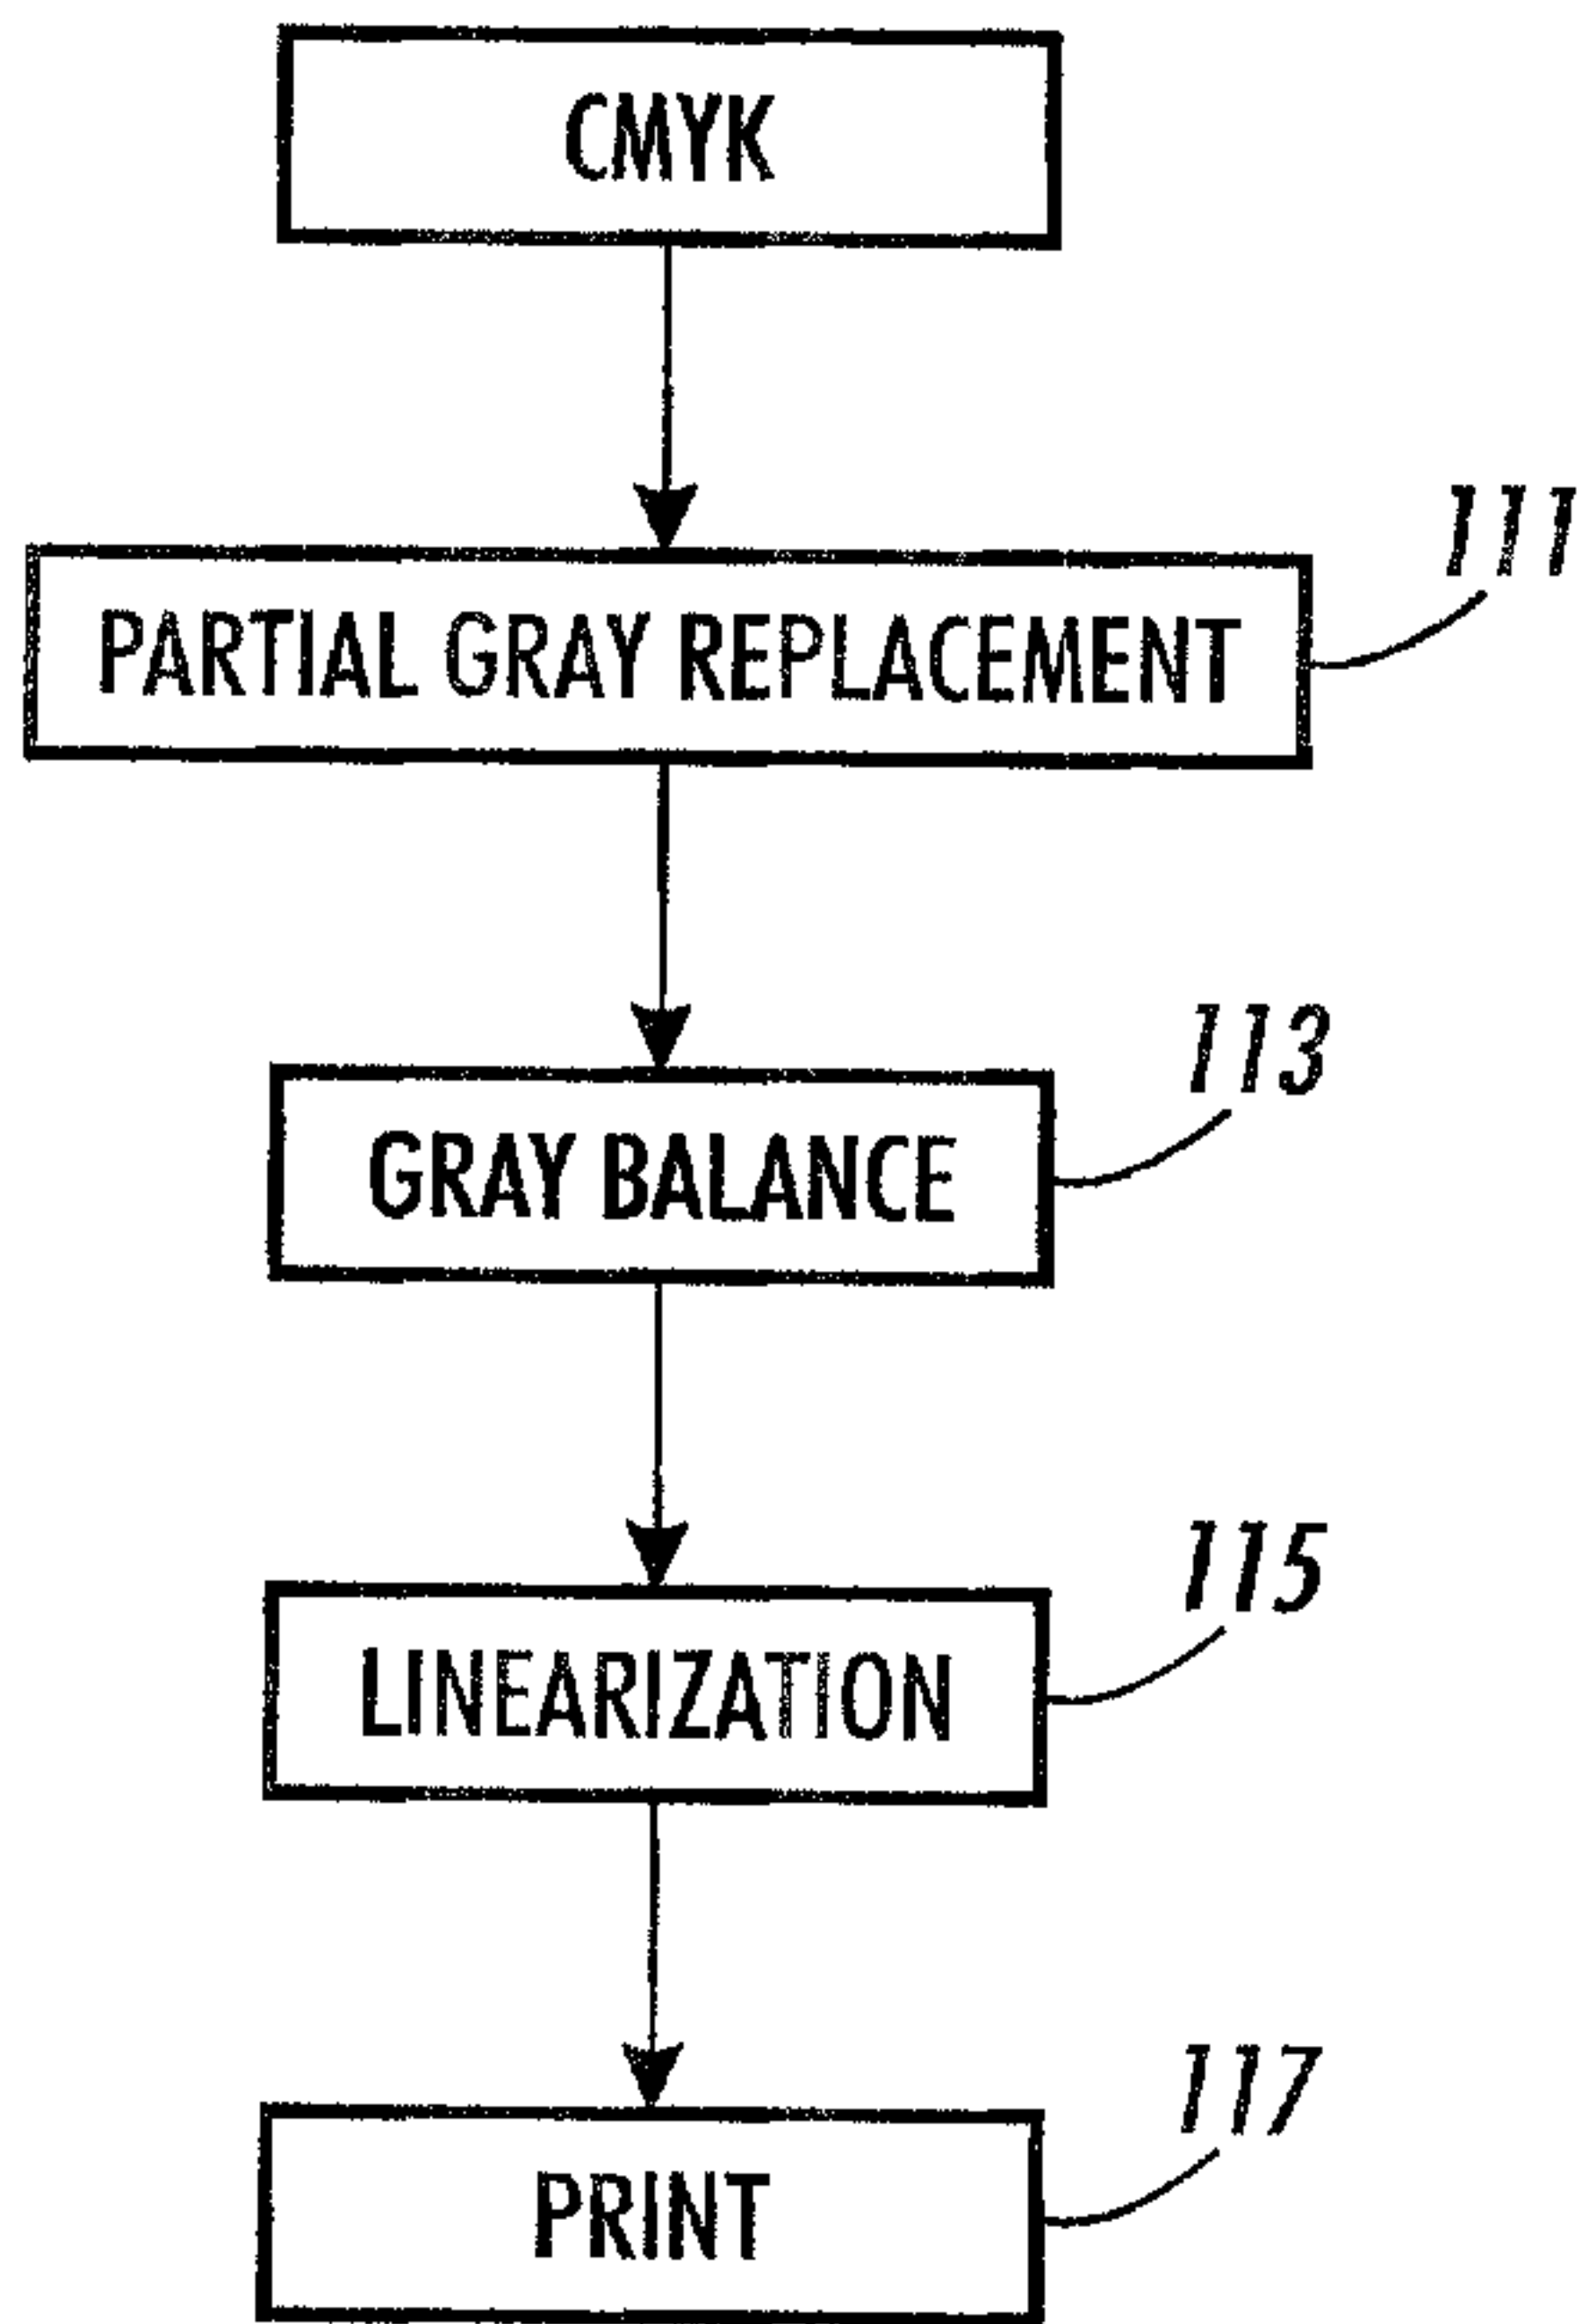 CMYK
111
PARTIAL GRAY REPLACEMENT
113
GRAY BALANCE
115
LINEARIZATION
117
PRINT